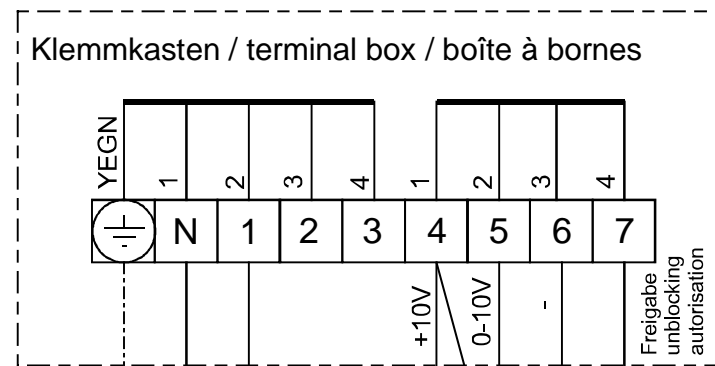 Klemmkasten / terminal box / boîte à bornes
YEGN
1
2
3
4
1
2
3
4
N
1
2
3
4
5
6
7
+10V
0-10V
-
Freigabe
unblocking
autorisation